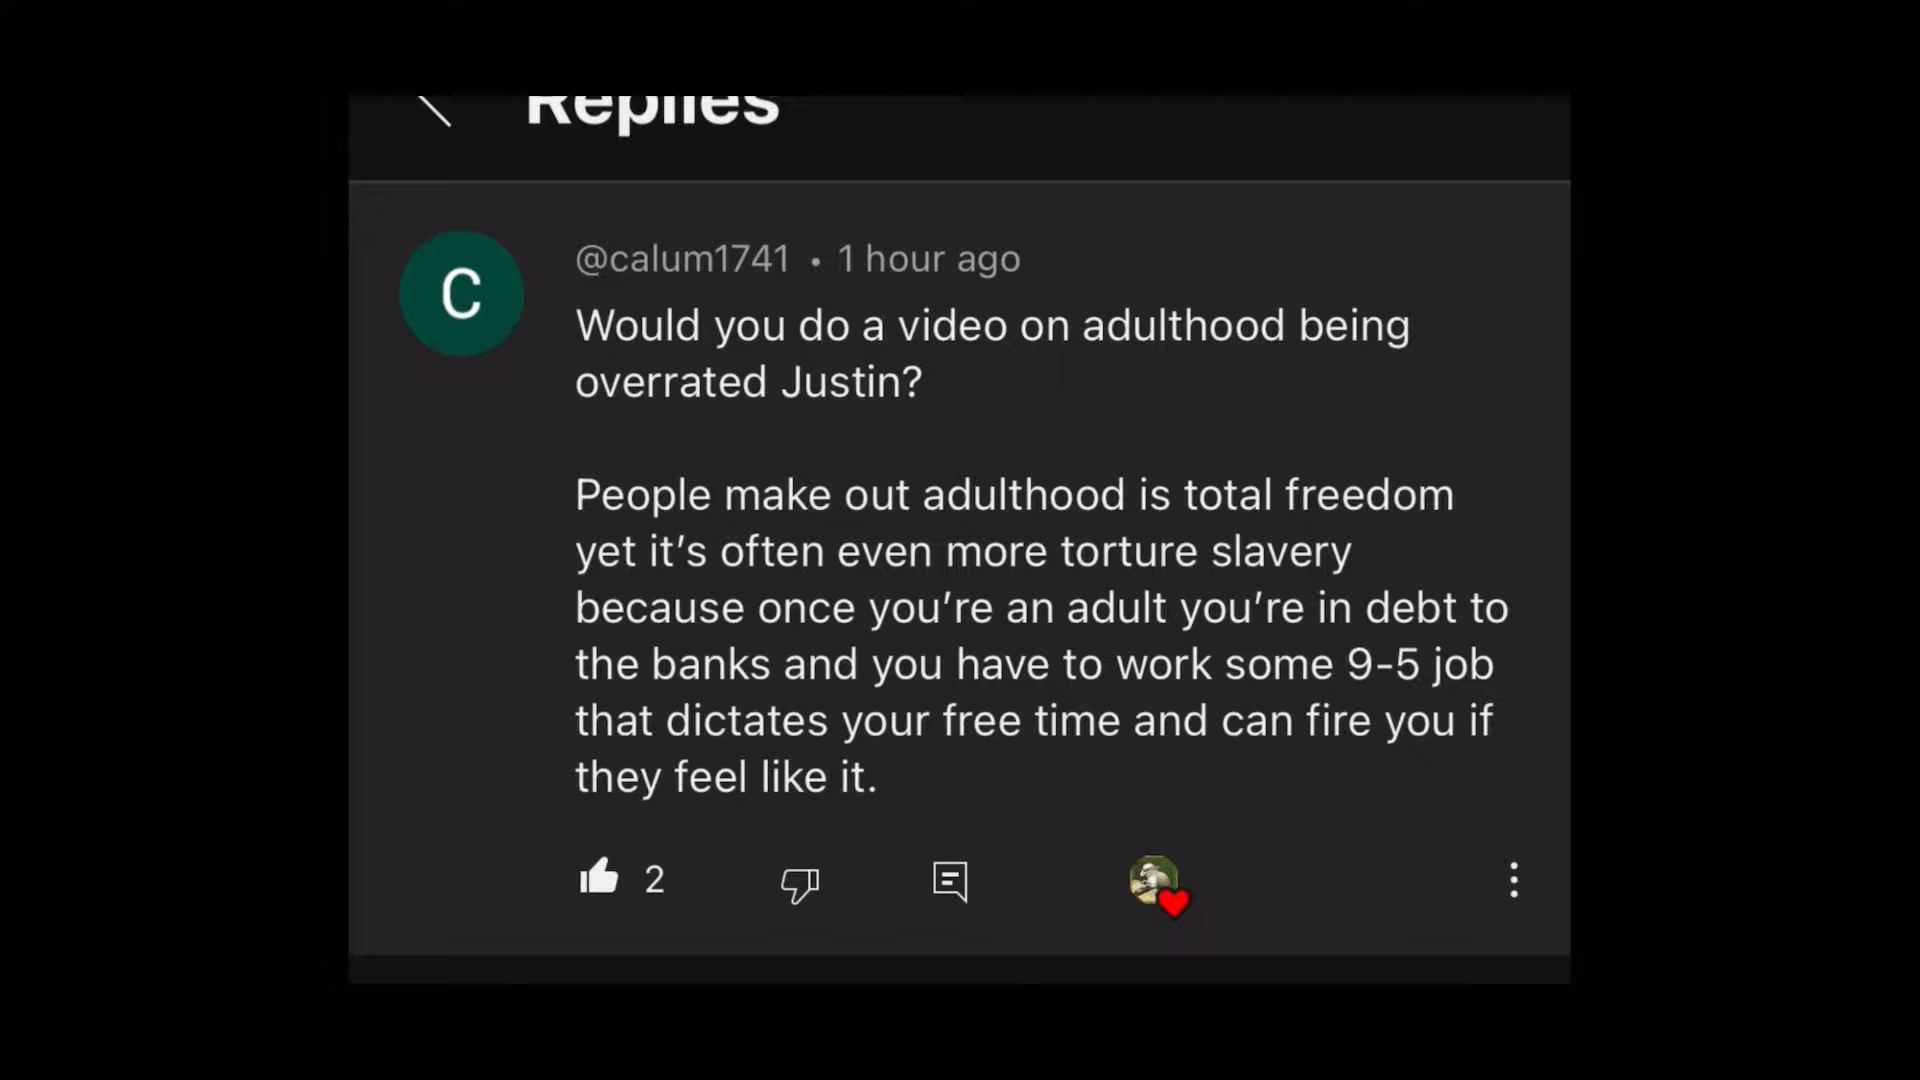 Replies
C
@calum1741 • 1 hour ago
Would you do a video on adulthood being
overrated Justin?
People make out adulthood is total freedom
yet it’s often even more torture slavery
because once you’re an adult you’re in debt to
the banks and you have to work some 9-5 job
that dictates your free time and can fire you if
they feel like it.
2